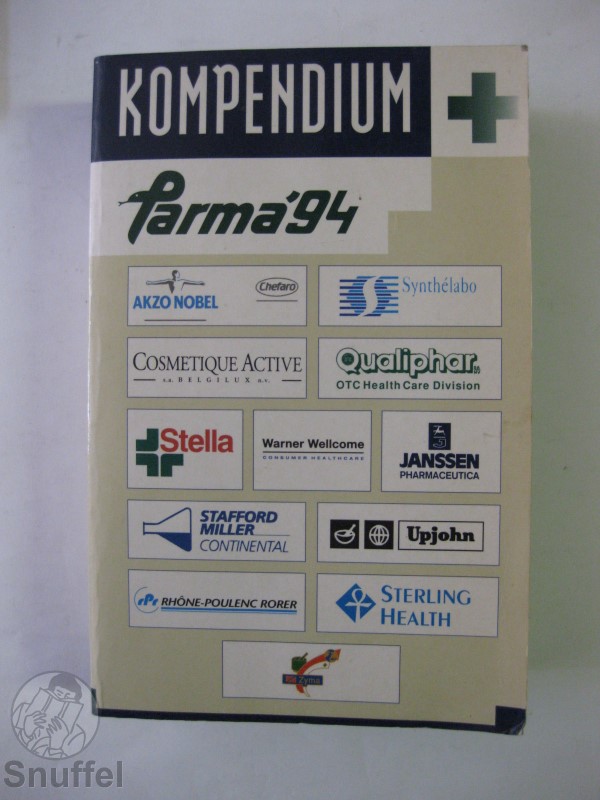 KOMPENDIUM
Parma'94
AKZO NOBEL
Chefaro
Synthélabo
COSMETIQUE ACTIVE
s.a. BELGILUX n.v.
Qualiphar
OTC Health Care Division
Stella
Warner Wellcome
CONSUMER HEALTHCARE
JANSSEN
PHARMACEUTICA
STAFFORD
MILLER
CONTINENTAL
Upjohn
rPr RHÔNE-POULENC RORER
STERLING
HEALTH
Zyma
Snuffel